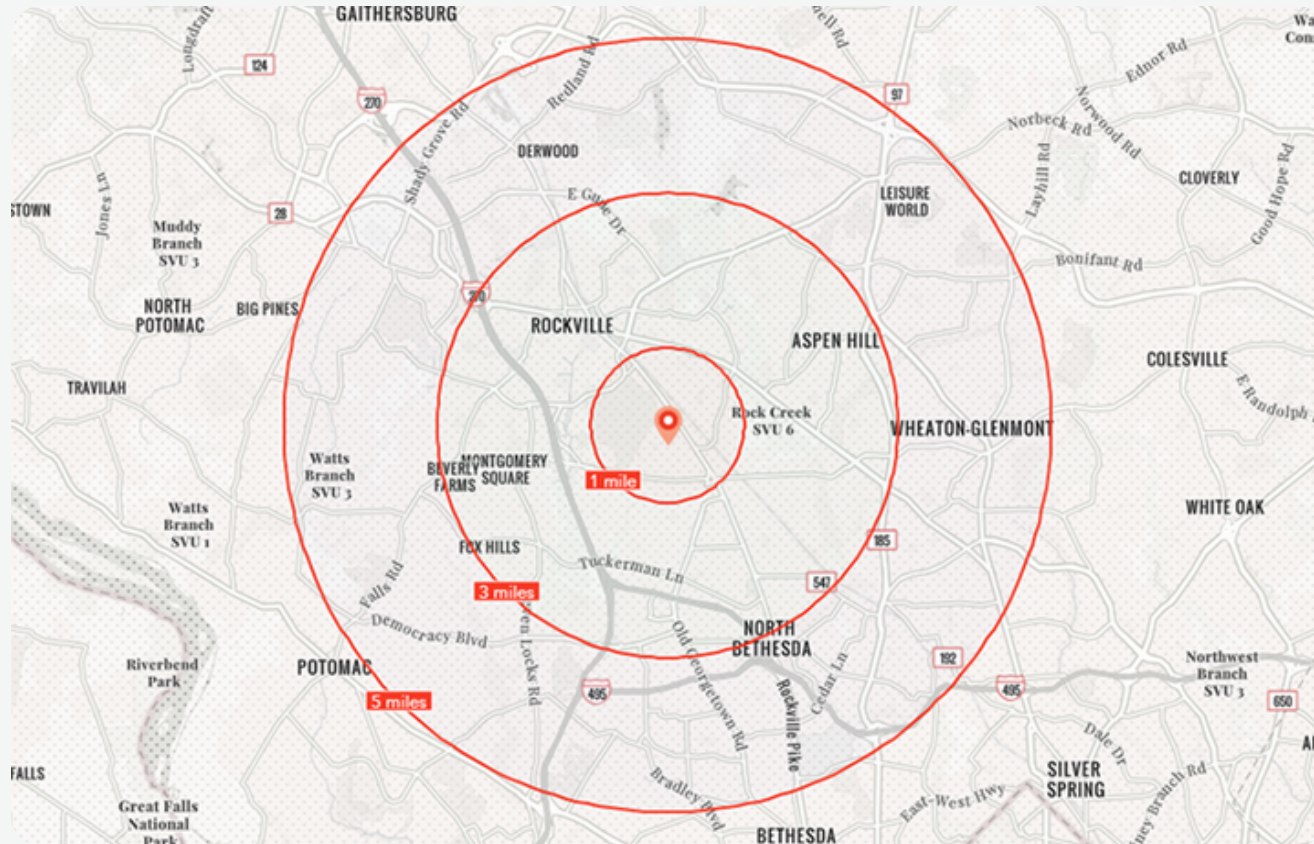 GAITHERSBURG
Longdraft
124
270
Shady Grove Rd
Redland Rd
97
Ednor Rd
Norwood Rd
Norbeck Rd
DERWOOD
E Gude Dr
LEISURE
WORLD
Layhill Rd
CLOVERLY
Good Hope Rd
Jones Ln
28
Muddy
Branch
SVU 3
Bonifant Rd
NORTH
POTOMAC
BIG PINES
270
ROCKVILLE
ASPEN HILL
COLESVILLE
TRAVILAH
E Randolph
Rock Creek
SVU 6
WHEATON-GLENMONT
Watts
Branch
SVU 3
BEVERLY
FARMS
MONTGOMERY
SQUARE
1 mile
Watts
Branch
SVU 1
WHITE OAK
FOX HILLS
185
Tuckerman Ln
547
3 miles
Falls Rd
Democracy Blvd
Old Georgetown Rd
NORTH
BETHESDA
Cedar Ln
192
Riverbend
Park
POTOMAC
5 miles
495
Rockville Pike
495
Northwest
Branch
SVU 3
650
Dale Dr
FALLS
Bradley Blvd
East-West Hwy
SILVER
SPRING
Great Falls
National
Park
BETHESDA